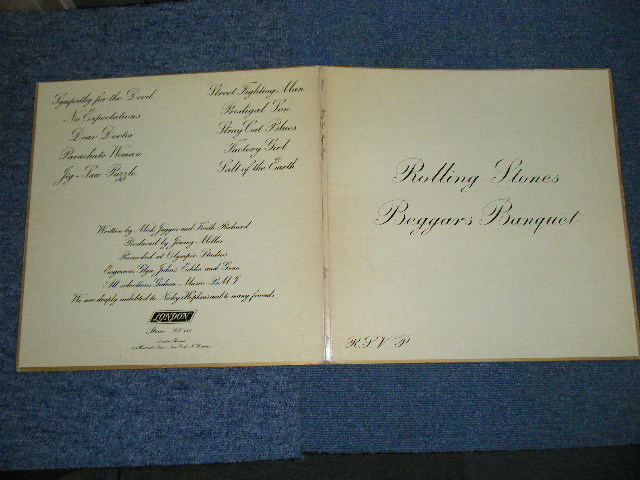 Sympathy for the Devil
No Expectations
Dear Doctor
Parachute Woman
Jig-Saw Puzzle
Street Fighting Man
Prodigal Son
Stray Cat Blues
Factory Girl
Salt of the Earth
Written by Mick Jagger and Keith Richard
Produced by Jimmy Miller
Recorded at Olympic Studios
Engineers Glyn Johns, Eddie and Gene
All selections Gideon Music BMI
We are deeply indebted to Nicky Hopkins and to many friends
LONDON
Stereo
Rolling Stones
Beggars Banquet
R.S.V.P.